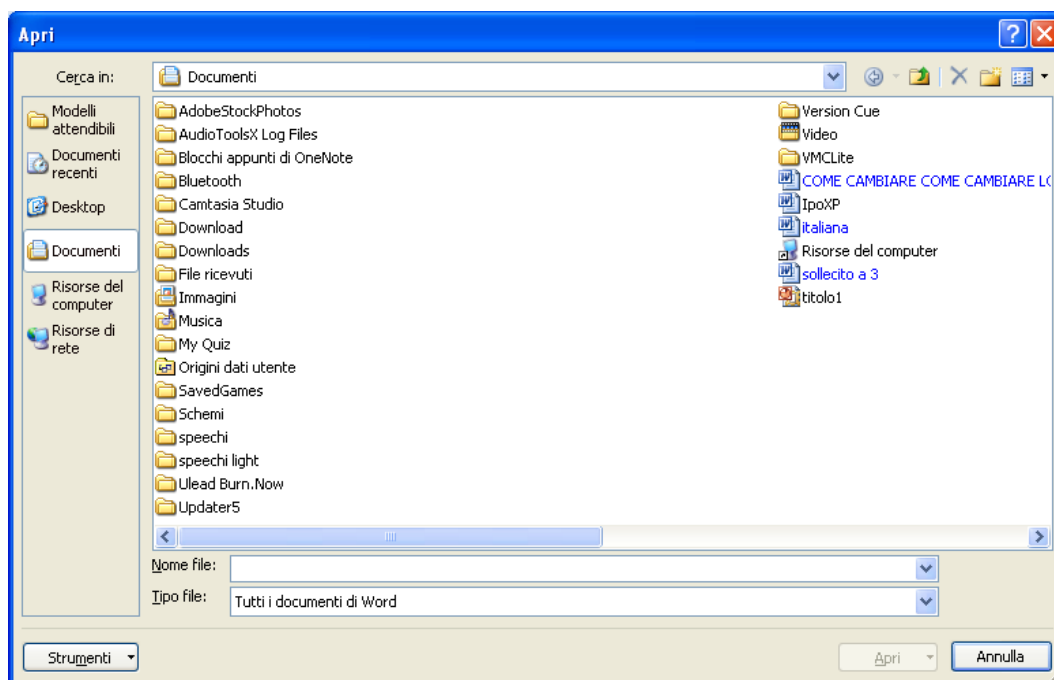 Apri
Cerca in:
Documenti
Modelli
attendibili
Documenti
recenti
Desktop
Documenti
Risorse del
computer
Risorse di
rete
AdobeStockPhotos
AudioToolsX Log Files
Blocchi appunti di OneNote
Bluetooth
Camtasia Studio
Download
Downloads
File ricevuti
Immagini
Musica
My Quiz
Origini dati utente
SavedGames
Schemi
speechi
speechi light
Ulead Burn.Now
Updater5
Version Cue
Video
VMCLite
COME CAMBIARE COME CAMBIARE LO
IpoXP
italiana
Risorse del computer
sollecito a 3
titolo1
Nome file:
Tipo file:
Tutti i documenti di Word
Strumenti
Apri
Annulla